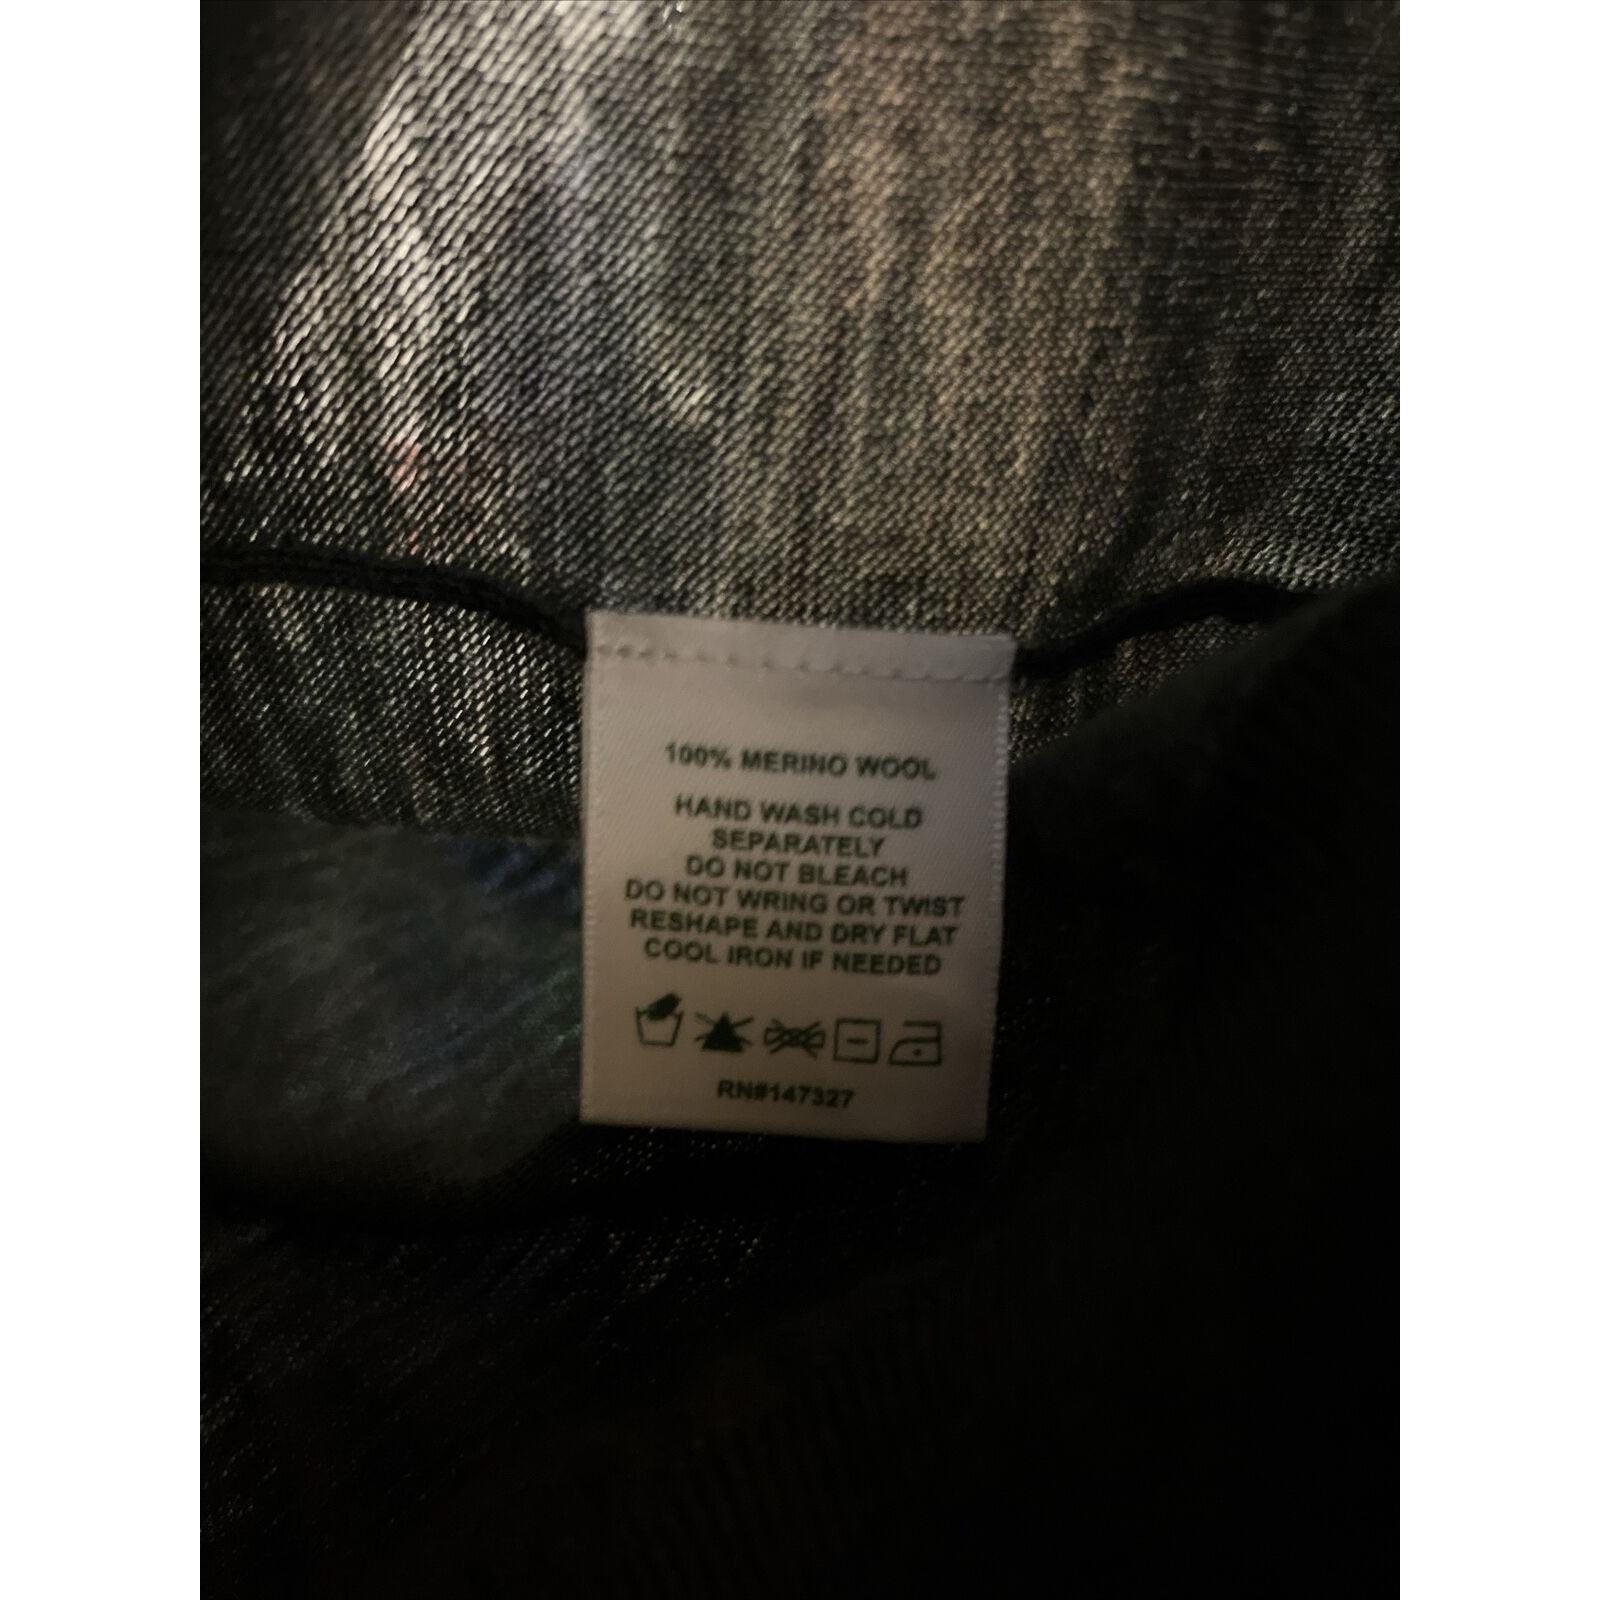 100% MERINO WOOL
HAND WASH COLD
SEPARATELY
DO NOT BLEACH
DO NOT WRING OR TWIST
RESHAPE AND DRY FLAT
COOL IRON IF NEEDED
RN#147327